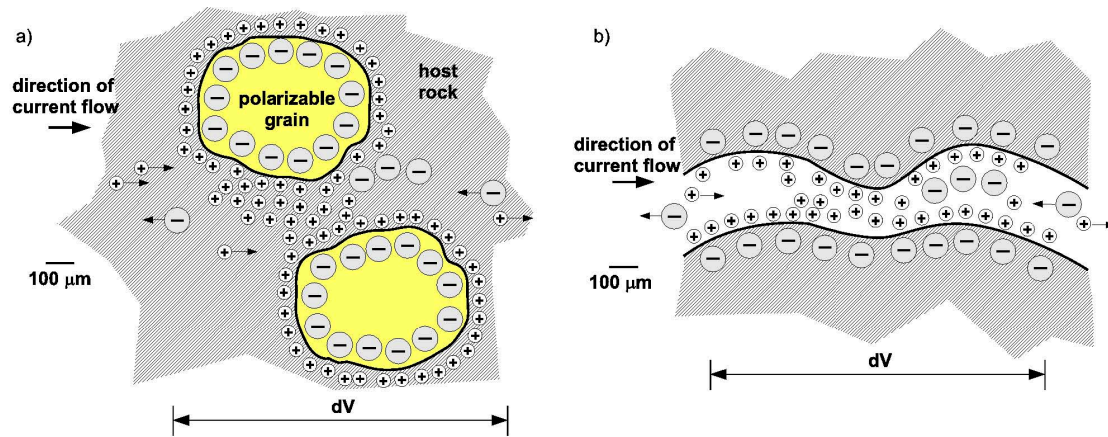 a)
direction of
current flow
polarizable
grain
host
rock
100 μm
dV
b)
direction of
current flow
100 μm
dV